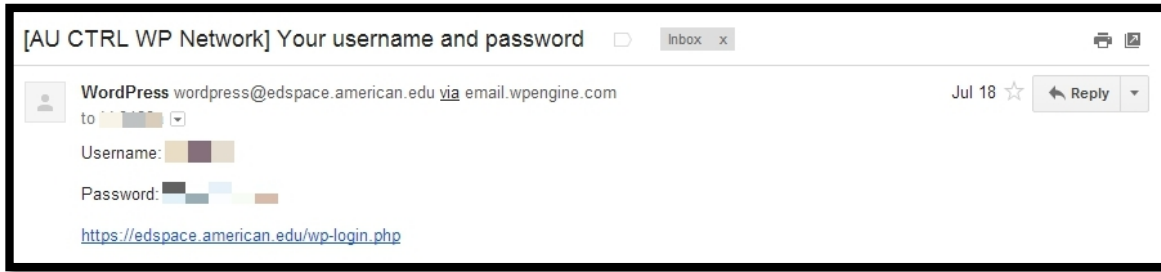 [AU CTRL WP Network] Your username and password Inbox x
WordPress wordpress@edspace.american.edu via email.wpengine.com Jul 18 Reply
to
Username:
Password:
https://edspace.american.edu/wp-login.php